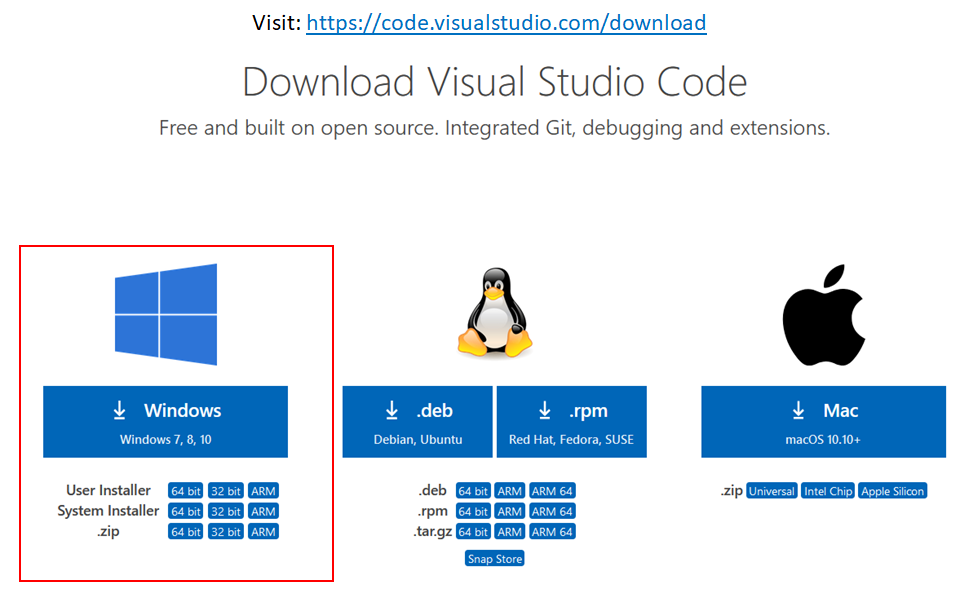 Visit: https://code.visualstudio.com/download
Download Visual Studio Code
Free and built on open source. Integrated Git, debugging and extensions.
Windows
Windows 7, 8, 10
User Installer 64 bit 32 bit ARM
System Installer 64 bit 32 bit ARM
.zip 64 bit 32 bit ARM
.deb
Debian, Ubuntu
.rpm
Red Hat, Fedora, SUSE
.deb 64 bit ARM ARM 64
.rpm 64 bit ARM ARM 64
.tar.gz 64 bit ARM ARM 64
Snap Store
Mac
macOS 10.10+
.zip Universal Intel Chip Apple Silicon